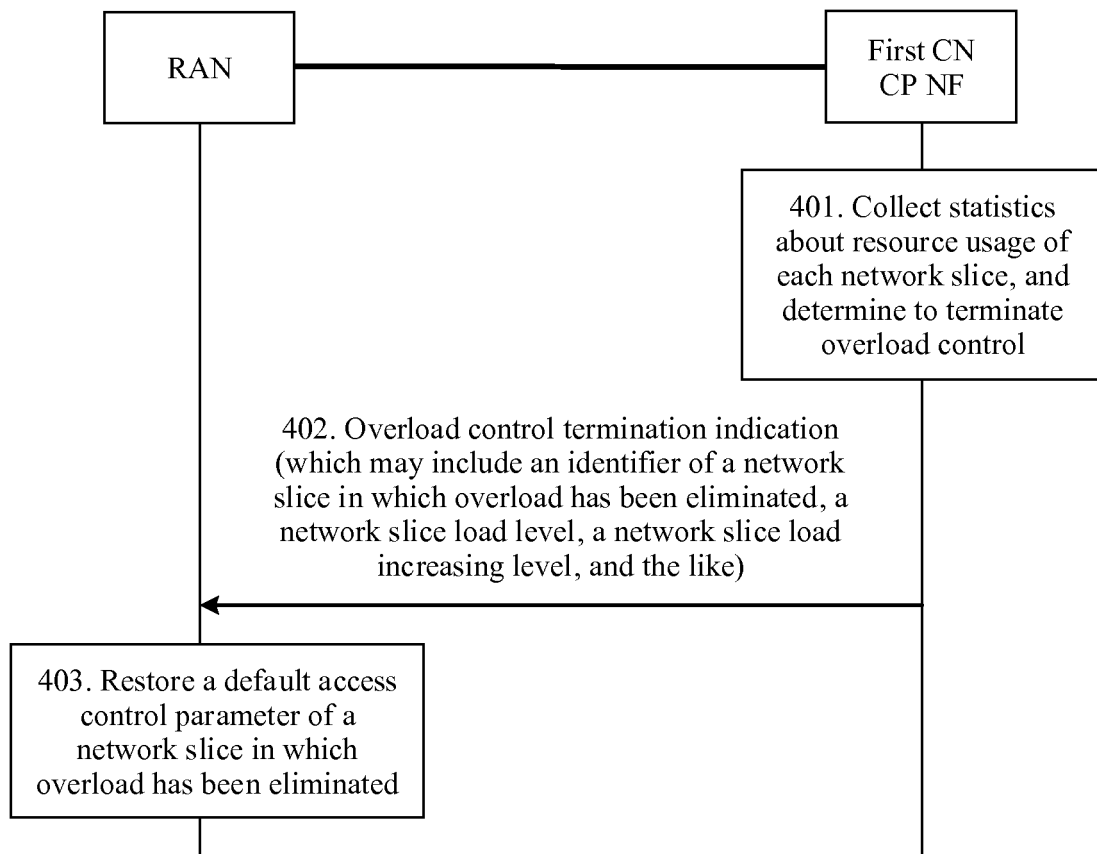 RAN
First CN
CP NF
401. Collect statistics
about resource usage of
each network slice, and
determine to terminate
overload control
402. Overload control termination indication
(which may include an identifier of a network
slice in which overload has been eliminated, a
network slice load level, a network slice load
increasing level, and the like)
403. Restore a default access
control parameter of a
network slice in which
overload has been eliminated